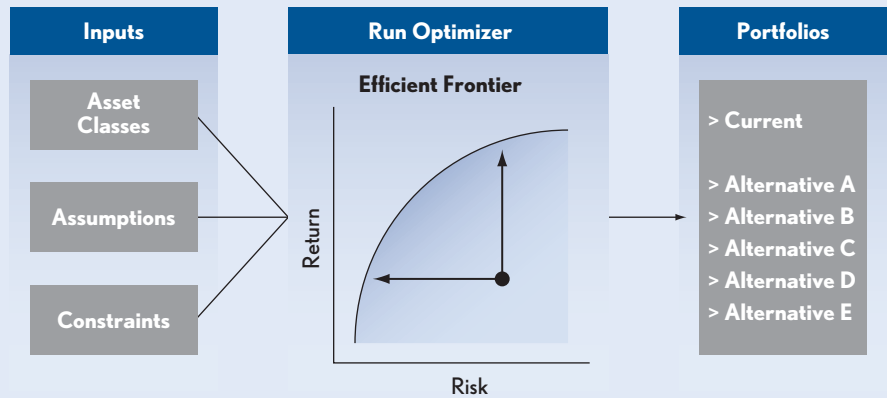 Inputs
Asset
Classes
Assumptions
Constraints
Run Optimizer
Efficient Frontier
Return
Risk
Portfolios
> Current
> Alternative A
> Alternative B
> Alternative C
> Alternative D
> Alternative E